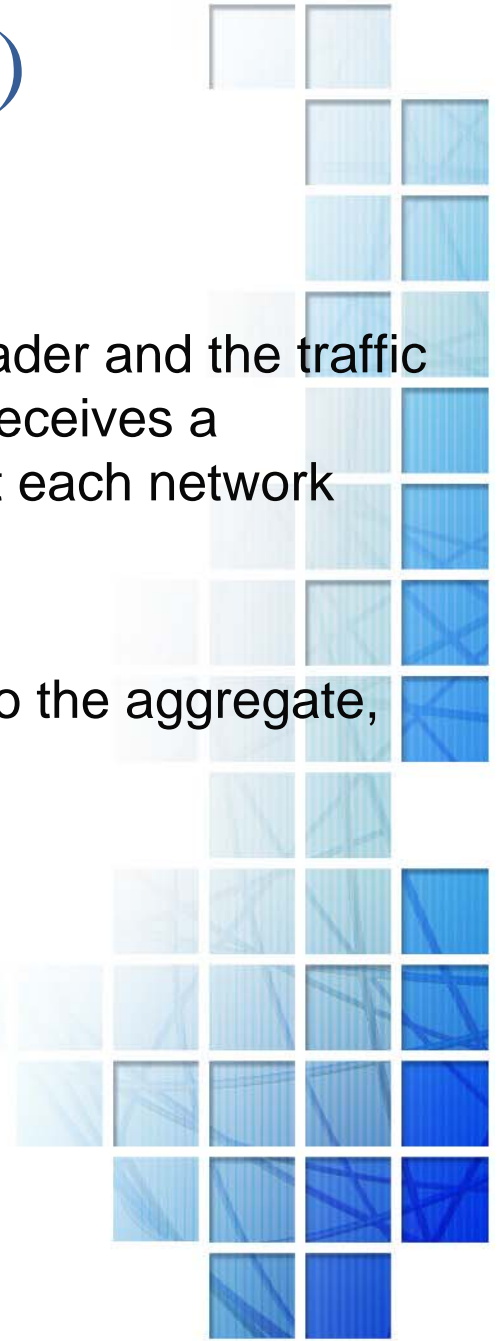 )
ader and the traffic
eceives a
t each network
o the aggregate,